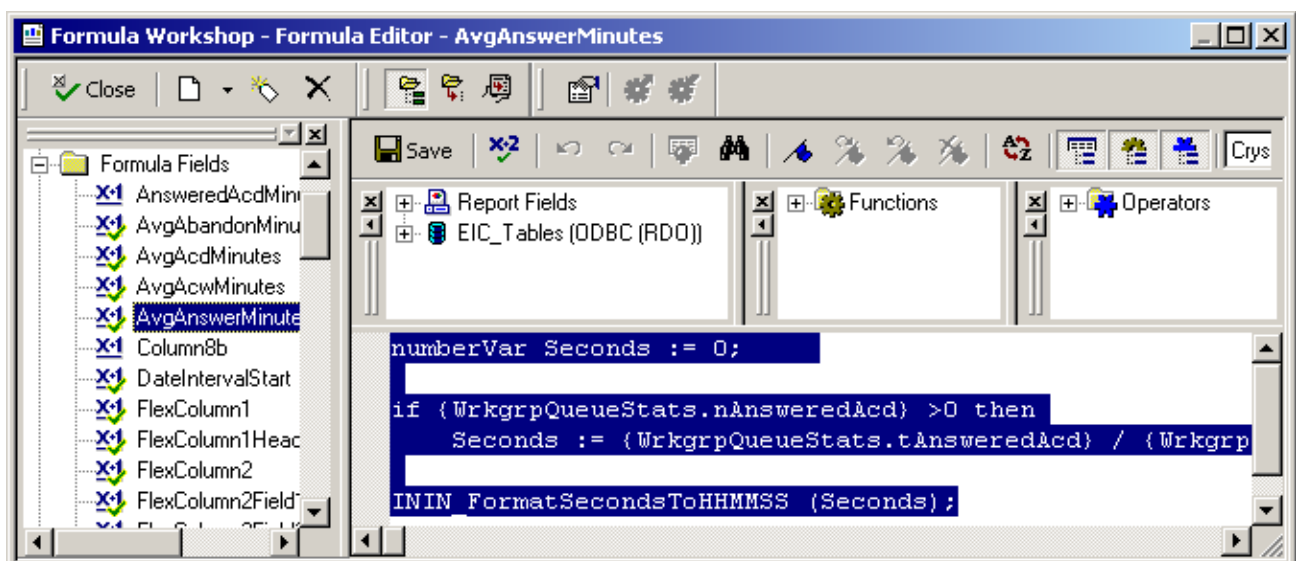 Formula Workshop - Formula Editor - AvgAnswerMinutes
Close
Save
Crys
Formula Fields
AnsweredAcdMin
AvgAbandonMinu
AvgAcdMinutes
AvgAcwMinutes
AvgAnswerMinute
Column8b
DateIntervalStart
FlexColumn1
FlexColumn1Head
FlexColumn2
FlexColumn2Field
Report Fields
EIC_Tables (ODBC (RDO))
Functions
Operators
numberVar Seconds := 0;
if {WrkgrpQueueStats.nAnsweredAcd} >0 then
Seconds := {WrkgrpQueueStats.tAnsweredAcd} / {Wrkgrp
ININ_FormatSecondsToHHMMSS (Seconds);